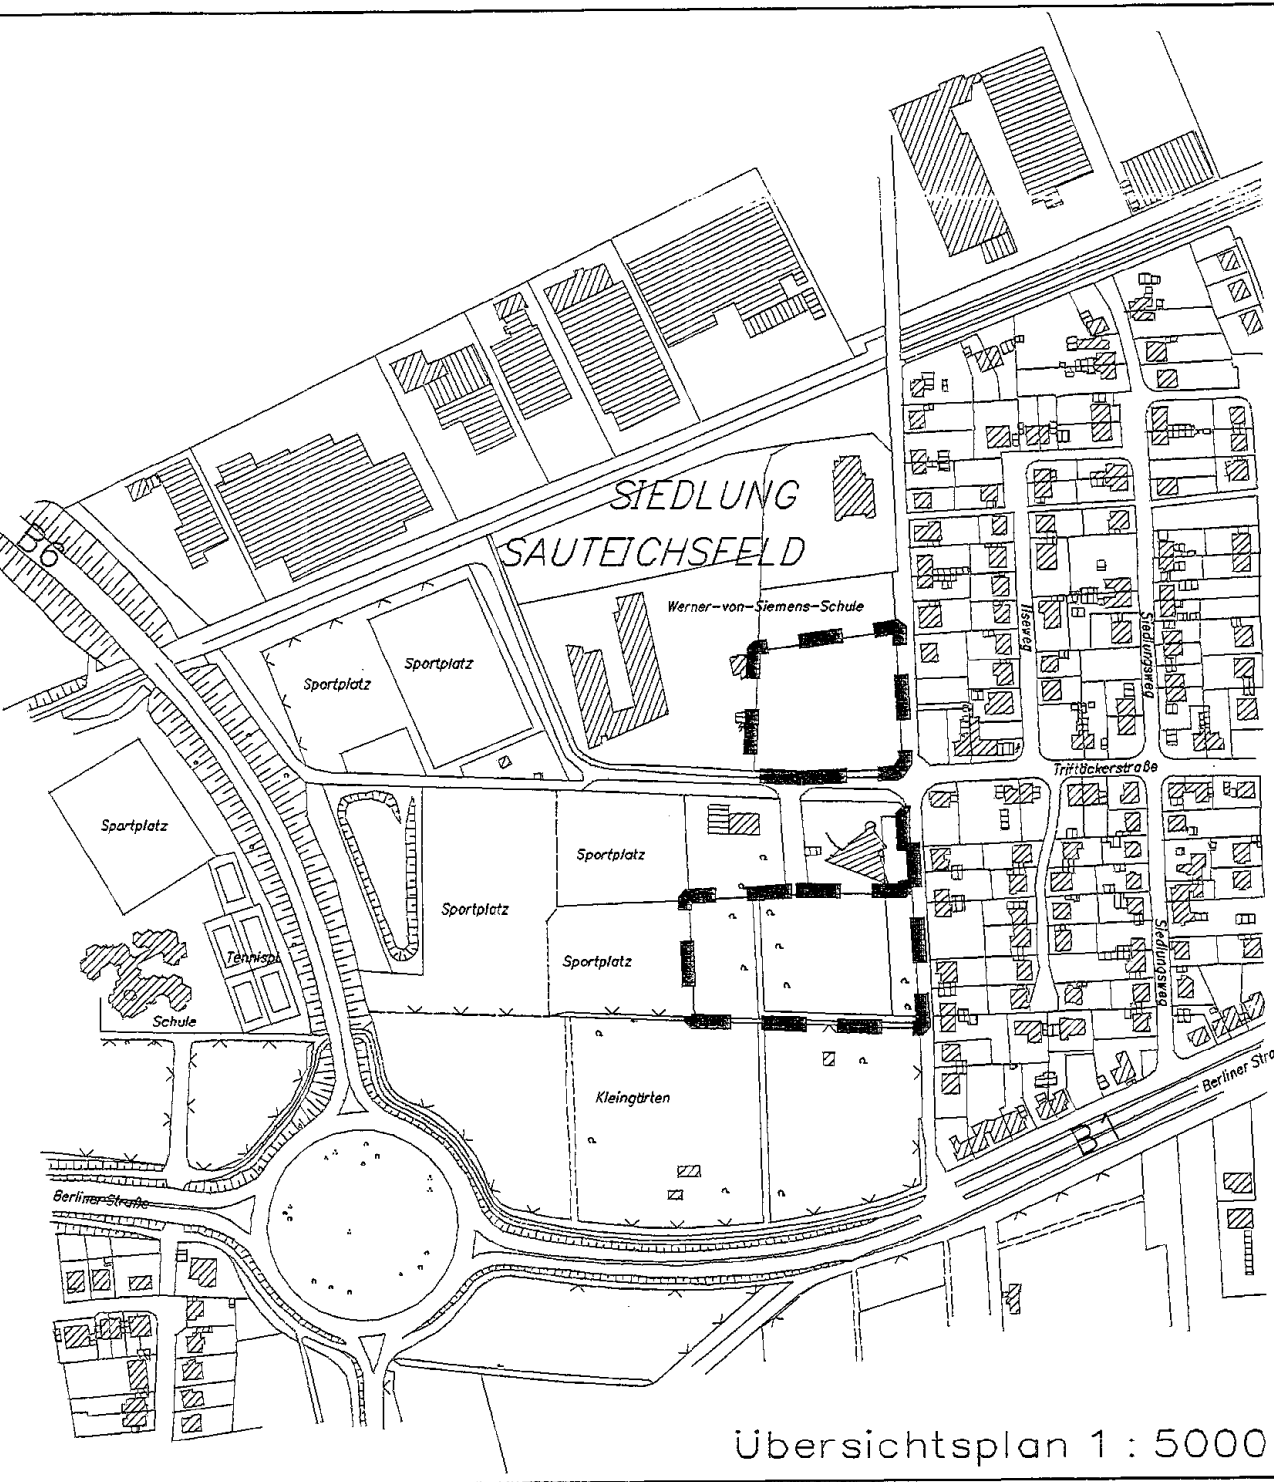 SIEDLUNG
SAUTEICHSFELD
B6
Werner-von-Siemens-Schule
Ilseweg
Siedlungsweg
Sportplatz
Sportplatz
Triftäckerstraße
Sportplatz
Sportplatz
Sportplatz
Sportplatz
Tennispl.
Siedlungsweg
Schule
Kleingärten
Berliner Stra
B1
Berliner Straße
Übersichtsplan 1 : 5000